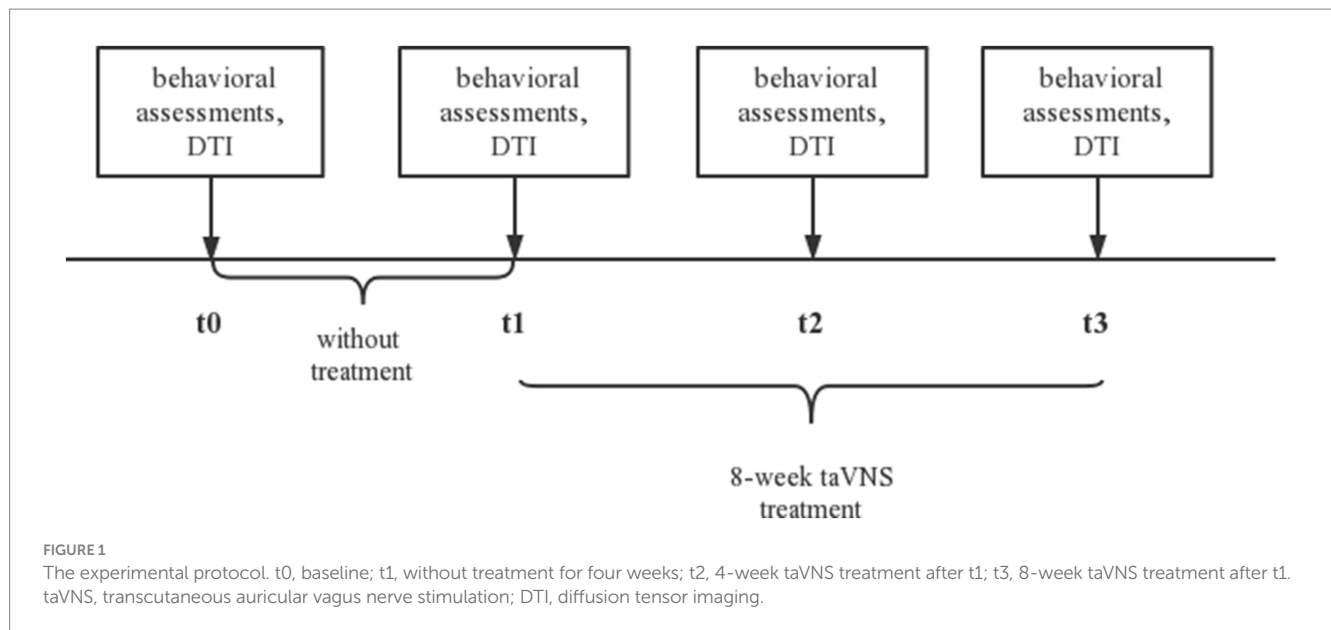 behavioral
assessments,
DTI
behavioral
assessments,
DTI
behavioral
assessments,
DTI
behavioral
assessments,
DTI
t0
t1
t2
t3
without
treatment
8-week taVNS
treatment
FIGURE 1
The experimental protocol. t0, baseline; t1, without treatment for four weeks; t2, 4-week taVNS treatment after t1; t3, 8-week taVNS treatment after t1.
taVNS, transcutaneous auricular vagus nerve stimulation; DTI, diffusion tensor imaging.